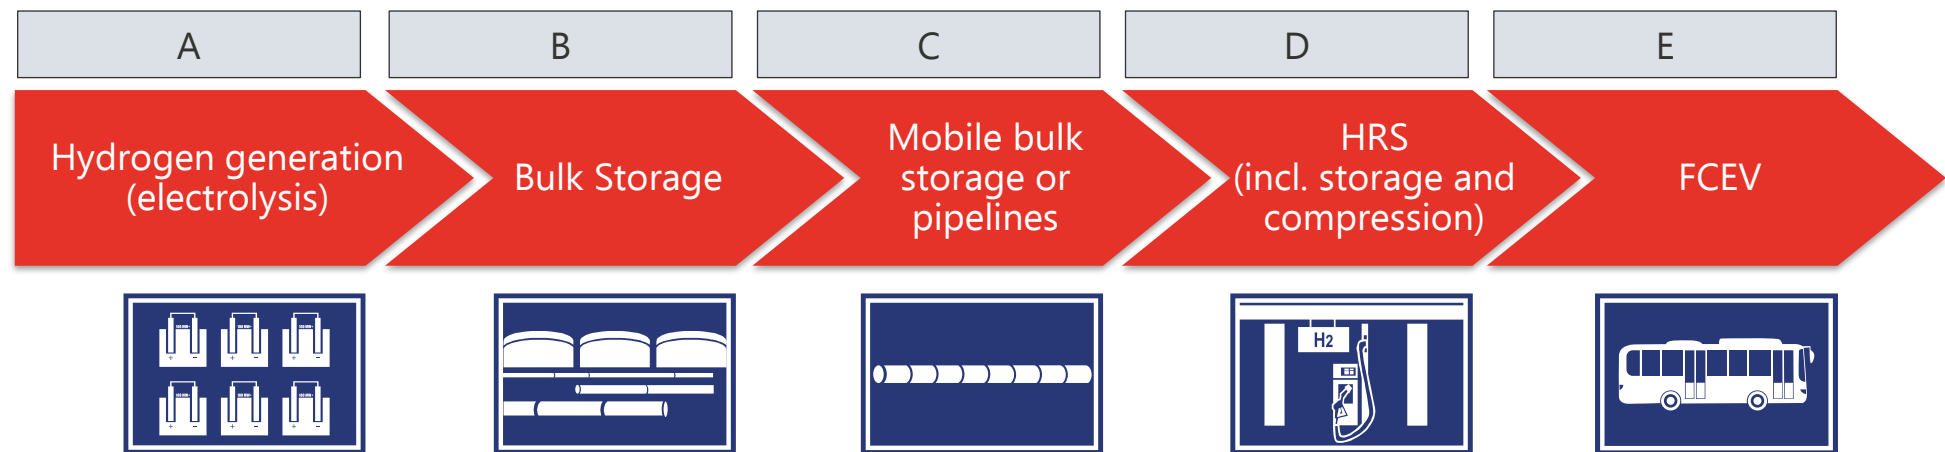 A
B
C
D
E
Hydrogen generation
(electrolysis)
Bulk Storage
Mobile bulk
storage or
pipelines
HRS
(incl. storage and
compression)
FCEV
H2